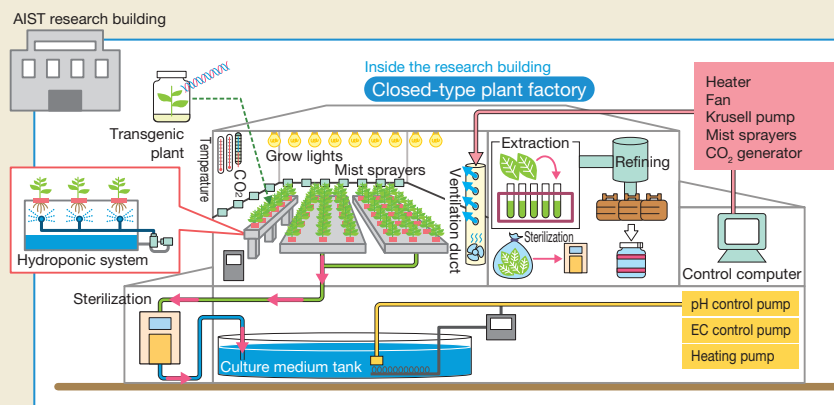 AIST research building
Inside the research building
Closed-type plant factory
Transgenic
plant
Temperature
CO2
Grow lights
Mist sprayers
Ventilation duct
Extraction
Refining
Sterilization
Heater
Fan
Krusell pump
Mist sprayers
CO2 generator
Control computer
Hydroponic system
Sterilization
Culture medium tank
pH control pump
EC control pump
Heating pump